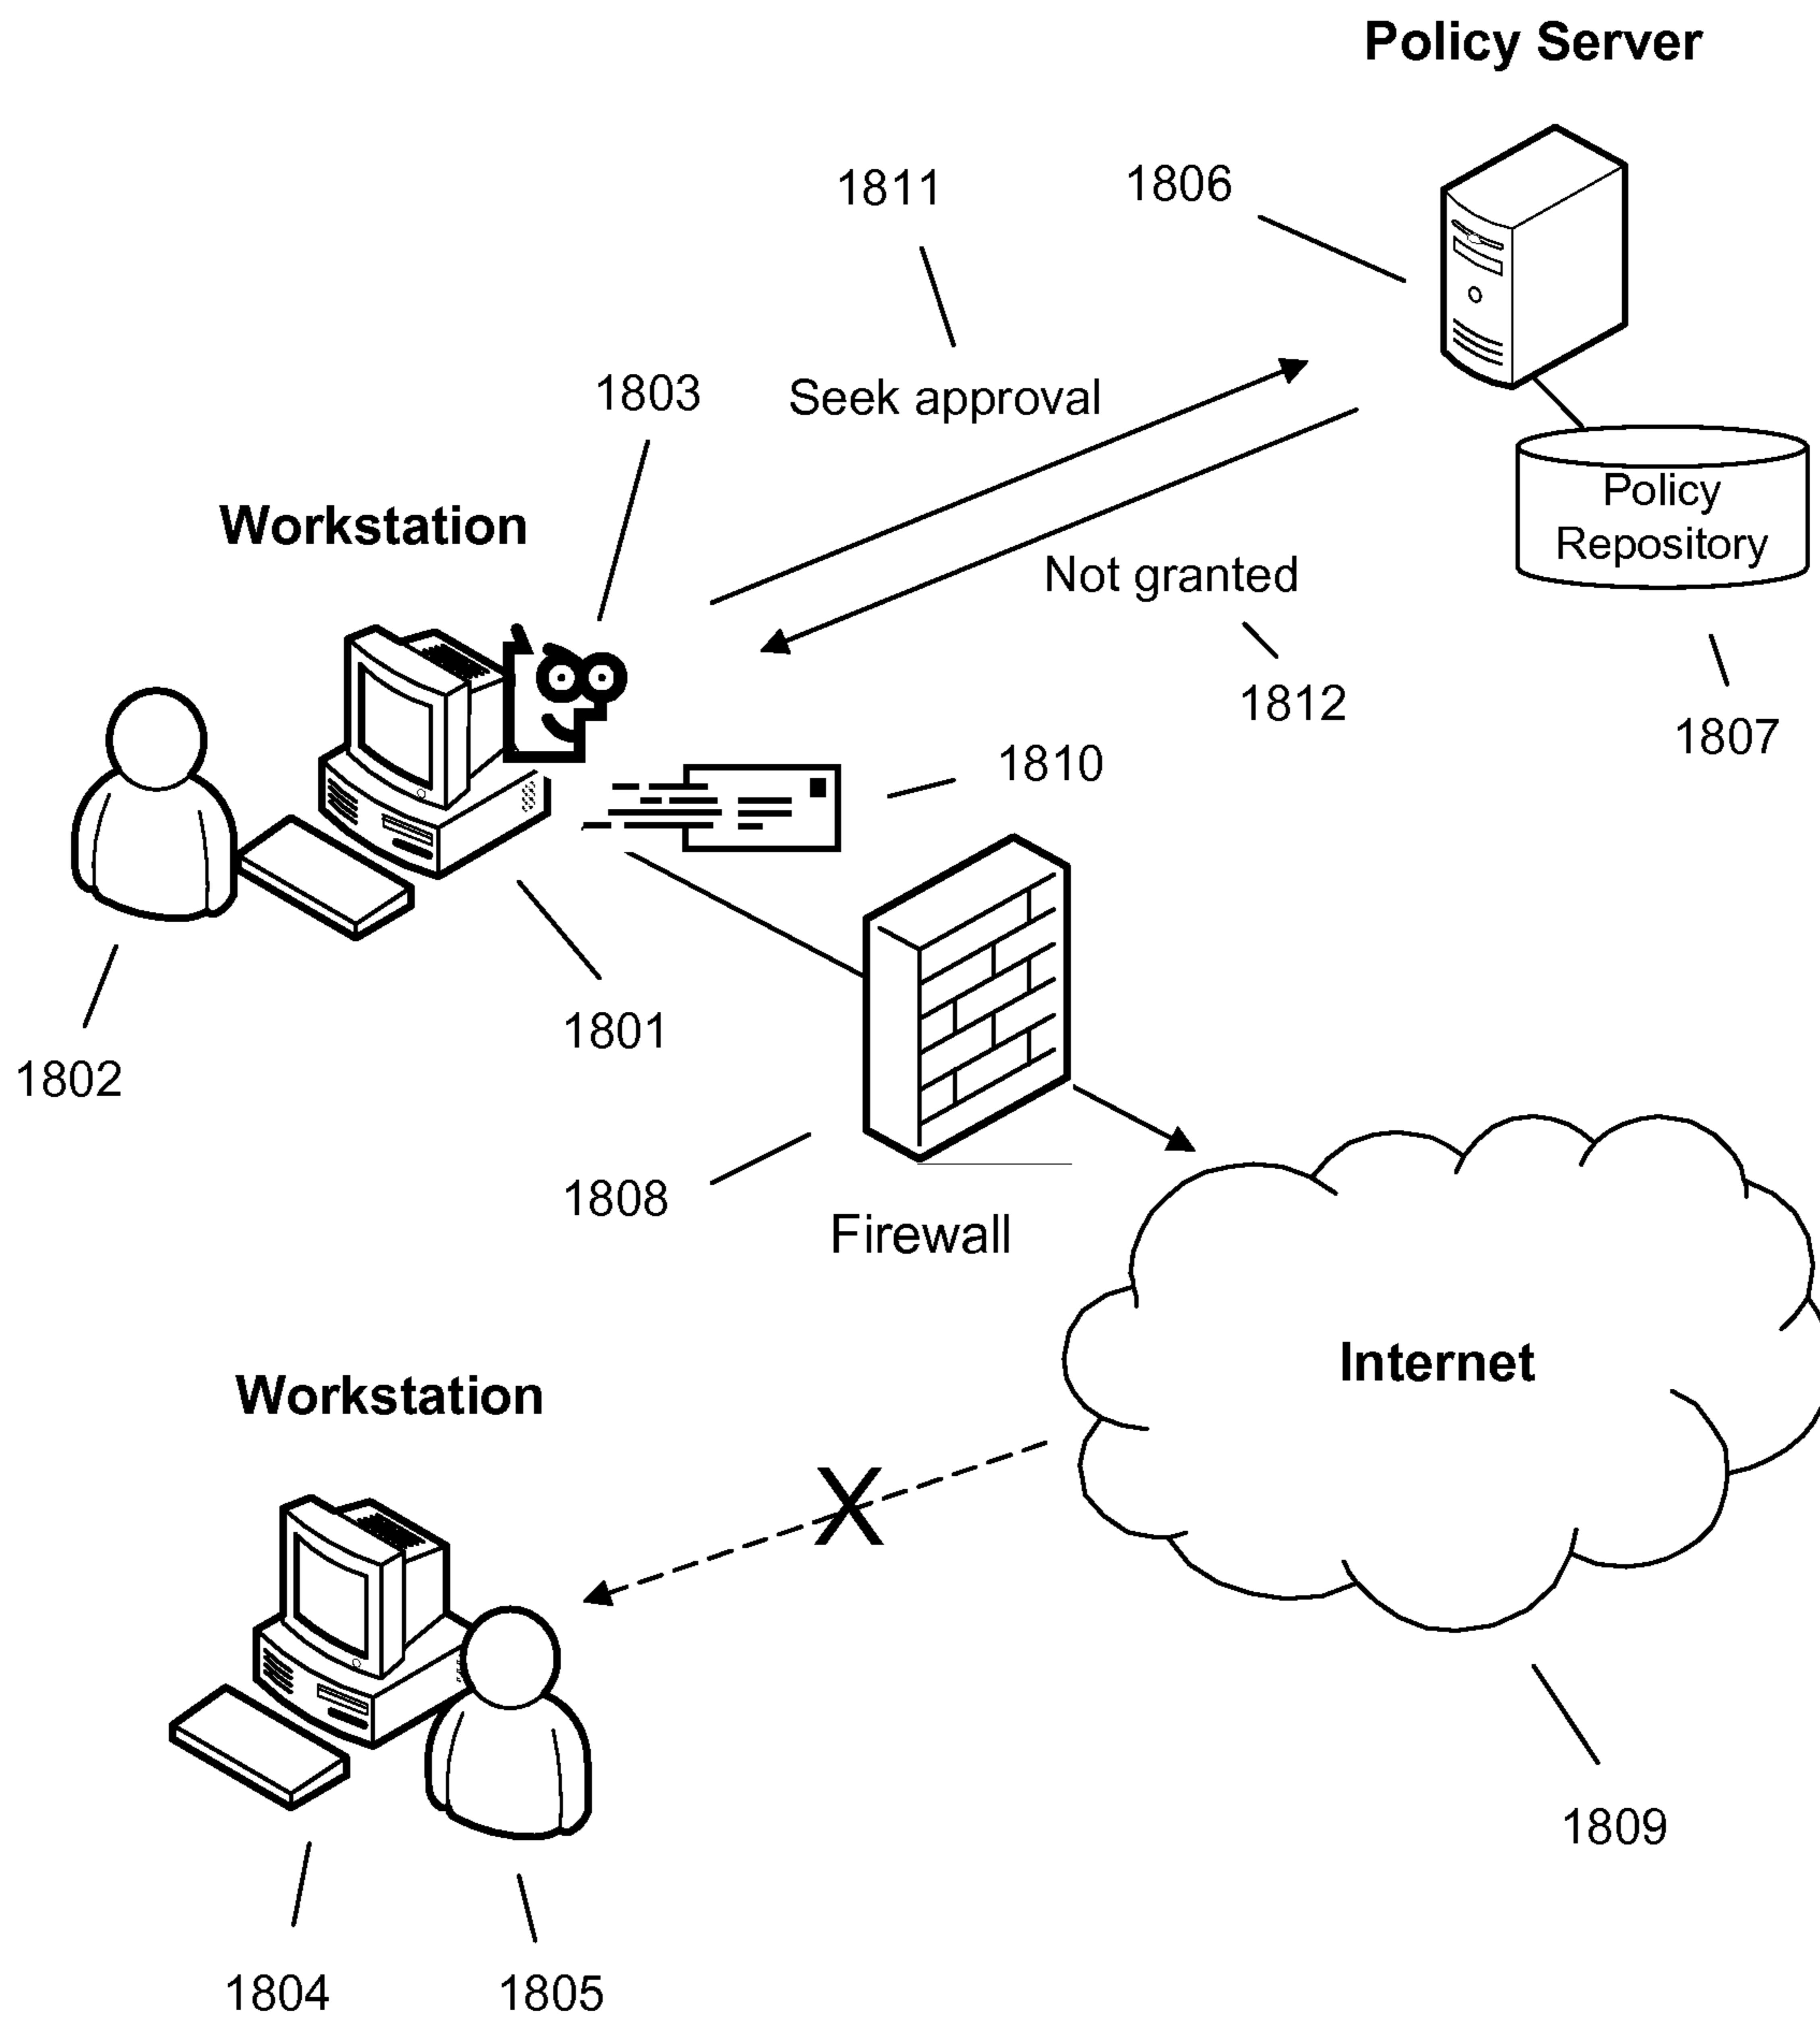 Policy Server
1811
1806
1803
Seek approval
Policy
Repository
Workstation
Not granted
1812
1807
1810
1801
1802
1808
Firewall
Internet
Workstation
X
1809
1804
1805